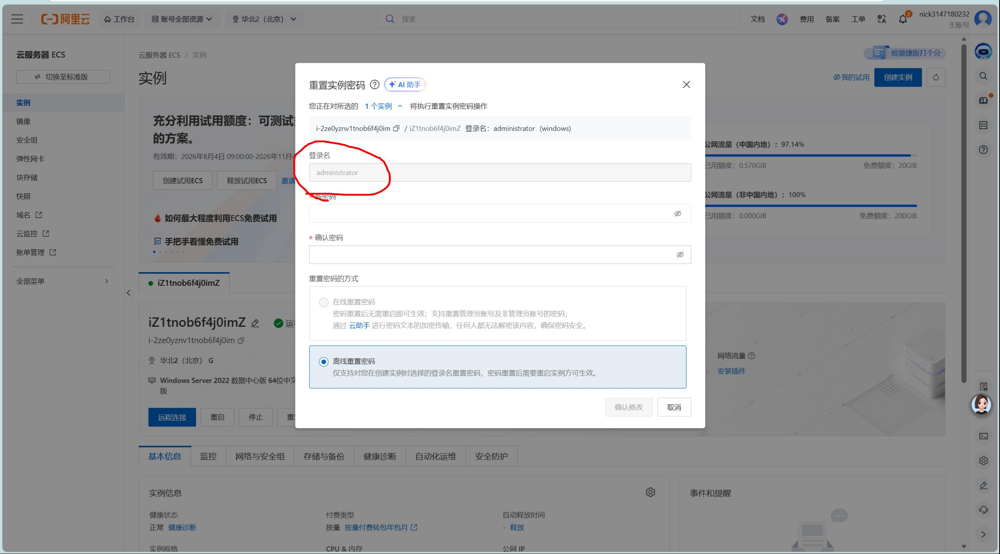 阿里云
工作台
账号全部资源
华北2（北京）
搜索...
文档
费用
备案
工单
2
nick3147180232
主账号
云服务器 ECS
切换至标准版
实例
镜像
安全组
弹性网卡
块存储
快照
域名
云监控
账单管理
全部菜单
云服务器 ECS / 实例
实例
给简捷版打个分
我的试用
创建实例
充分利用试用额度：可测试
的方案。
有效期：2026年8月4日 09:00:00-2026年11月4
创建试用ECS
释放试用ECS
邀请
如何最大程度利用ECS免费试用
手把手看懂免费试用
公网流量（中国内地）：97.14%
已用额度：0.570GIB
免费额度：20GIB
公网流量（非中国内地）：100%
已用额度：0.000GIB
免费额度：200GIB
重置实例密码
AI 助手
您正在对所选的 1 个实例 将执行重置实例密码操作
i-2ze0yznv1tnob6f4j0im / iZ1tnob6f4j0imZ 登录名：administrator (windows)
登录名
administrator
* 新密码
* 确认密码
重置密码的方式
在线重置密码
密码重置后无需重启即可生效；支持重置管理员账号及非管理员账号的密码；
通过 云助手 进行密码文本的加密传输，任何人都无法解密该内容，确保密码安全。
离线重置密码
仅支持对您在创建实例时选择的登录名重置密码，密码重置后需要重启实例方可生效。
确认修改
取消
iZ1tnob6f4j0imZ
iZ1tnob6f4j0imZ
运行
i-2ze0yznv1tnob6f4j0im
华北2（北京） G
Windows Server 2022 数据中心版 64位中文
版
远程连接
重启
停止
重
网络流量
安装插件
基本信息
监控
网络与安全组
存储与备份
健康诊断
自动化运维
安全防护
实例信息
健康状态
正常 健康诊断
付费类型
按量 按量付费转包年包月
自动释放时间
- 释放
实例规格
CPU & 内存
公网 IP
事件和提醒